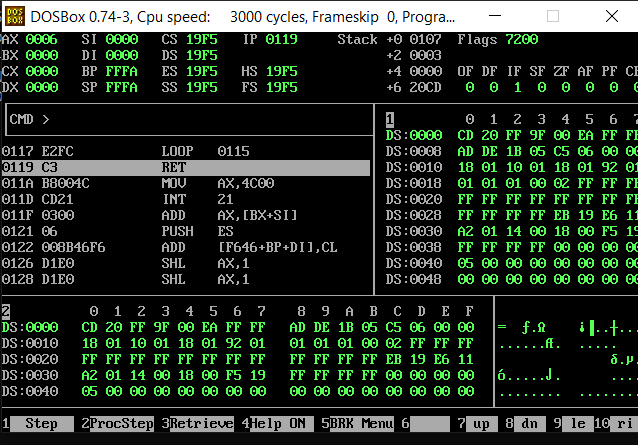 DOSBox 0.74-3, Cpu speed: 3000 cycles, Frameskip 0, Progra...
AX 0006 SI 0000 CS 19F5 IP 0119 Stack +0 0107 Flags 7200
BX 0000 DI 0000 DS 19F5 +2 0003
CX 0000 BP FFFA ES 19F5 HS 19F5 +4 0000 OF DF IF SF ZF AF PF CF
DX 0000 SP FFFA SS 19F5 FS 19F5 +6 20CD 0 0 1 0 0 0 0 0
CMD >
1 0 1 2 3 4 5 6 7
DS:0000 CD 20 FF 9F 00 EA FF FF
DS:0008 AD DE 1B 05 C5 06 00 00
DS:0010 18 01 10 01 18 01 92 01
DS:0018 01 01 01 00 02 FF FF FF
DS:0020 FF FF FF FF FF FF FF FF
DS:0028 FF FF FF FF EB 19 E6 11
DS:0030 A2 01 14 00 18 00 F5 19
DS:0038 FF FF FF FF 00 00 00 00
DS:0040 05 00 00 00 00 00 00 00
DS:0048 00 00 00 00 00 00 00 00
0117 E2FC LOOP 0115
0119 C3 RET
011A B8004C MOV AX,4C00
011D CD21 INT 21
011F 0300 ADD AX,[BX+SI]
0121 06 PUSH ES
0122 008B46F6 ADD [F646+BP+DI],CL
0126 D1E0 SHL AX,1
0128 D1E0 SHL AX,1
2 0 1 2 3 4 5 6 7 8 9 A B C D E F
DS:0000 CD 20 FF 9F 00 EA FF FF AD DE 1B 05 C5 06 00 00
DS:0010 18 01 10 01 18 01 92 01 01 01 01 00 02 FF FF FF
DS:0020 FF FF FF FF FF FF FF FF FF FF FF FF EB 19 E6 11
DS:0030 A2 01 14 00 18 00 F5 19 FF FF FF FF 00 00 00 00
DS:0040 05 00 00 00 00 00 00 00 00 00 00 00 00 00 00 00
1 Step 2ProcStep 3Retrieve 4Help ON 5BRK Menu 6 7 up 8 dn 9 le 10 ri